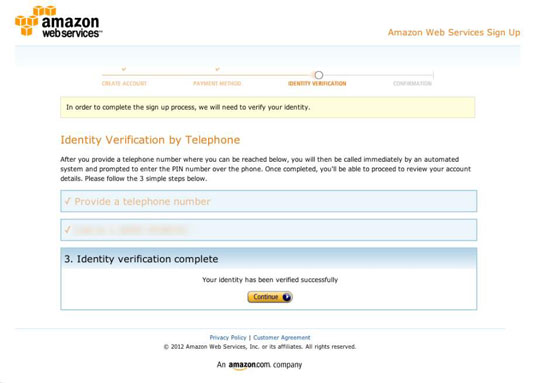 amazon
web services™
Amazon Web Services Sign Up
CREATE ACCOUNT
PAYMENT METHOD
IDENTITY VERIFICATION
CONFIRMATION
In order to complete the sign up process, we will need to verify your identity.
Identity Verification by Telephone
After you provide a telephone number where you can be reached below, you will then be called immediately by an automated
system and prompted to enter the PIN number over the phone. Once completed, you'll be able to proceed to review your account
details. Please follow the 3 simple steps below.
✓ Provide a telephone number
✓
3. Identity verification complete
Your identity has been verified successfully
Continue
Privacy Policy | Customer Agreement
© 2012 Amazon Web Services, Inc. or its affiliates. All rights reserved.
An amazon.com. company